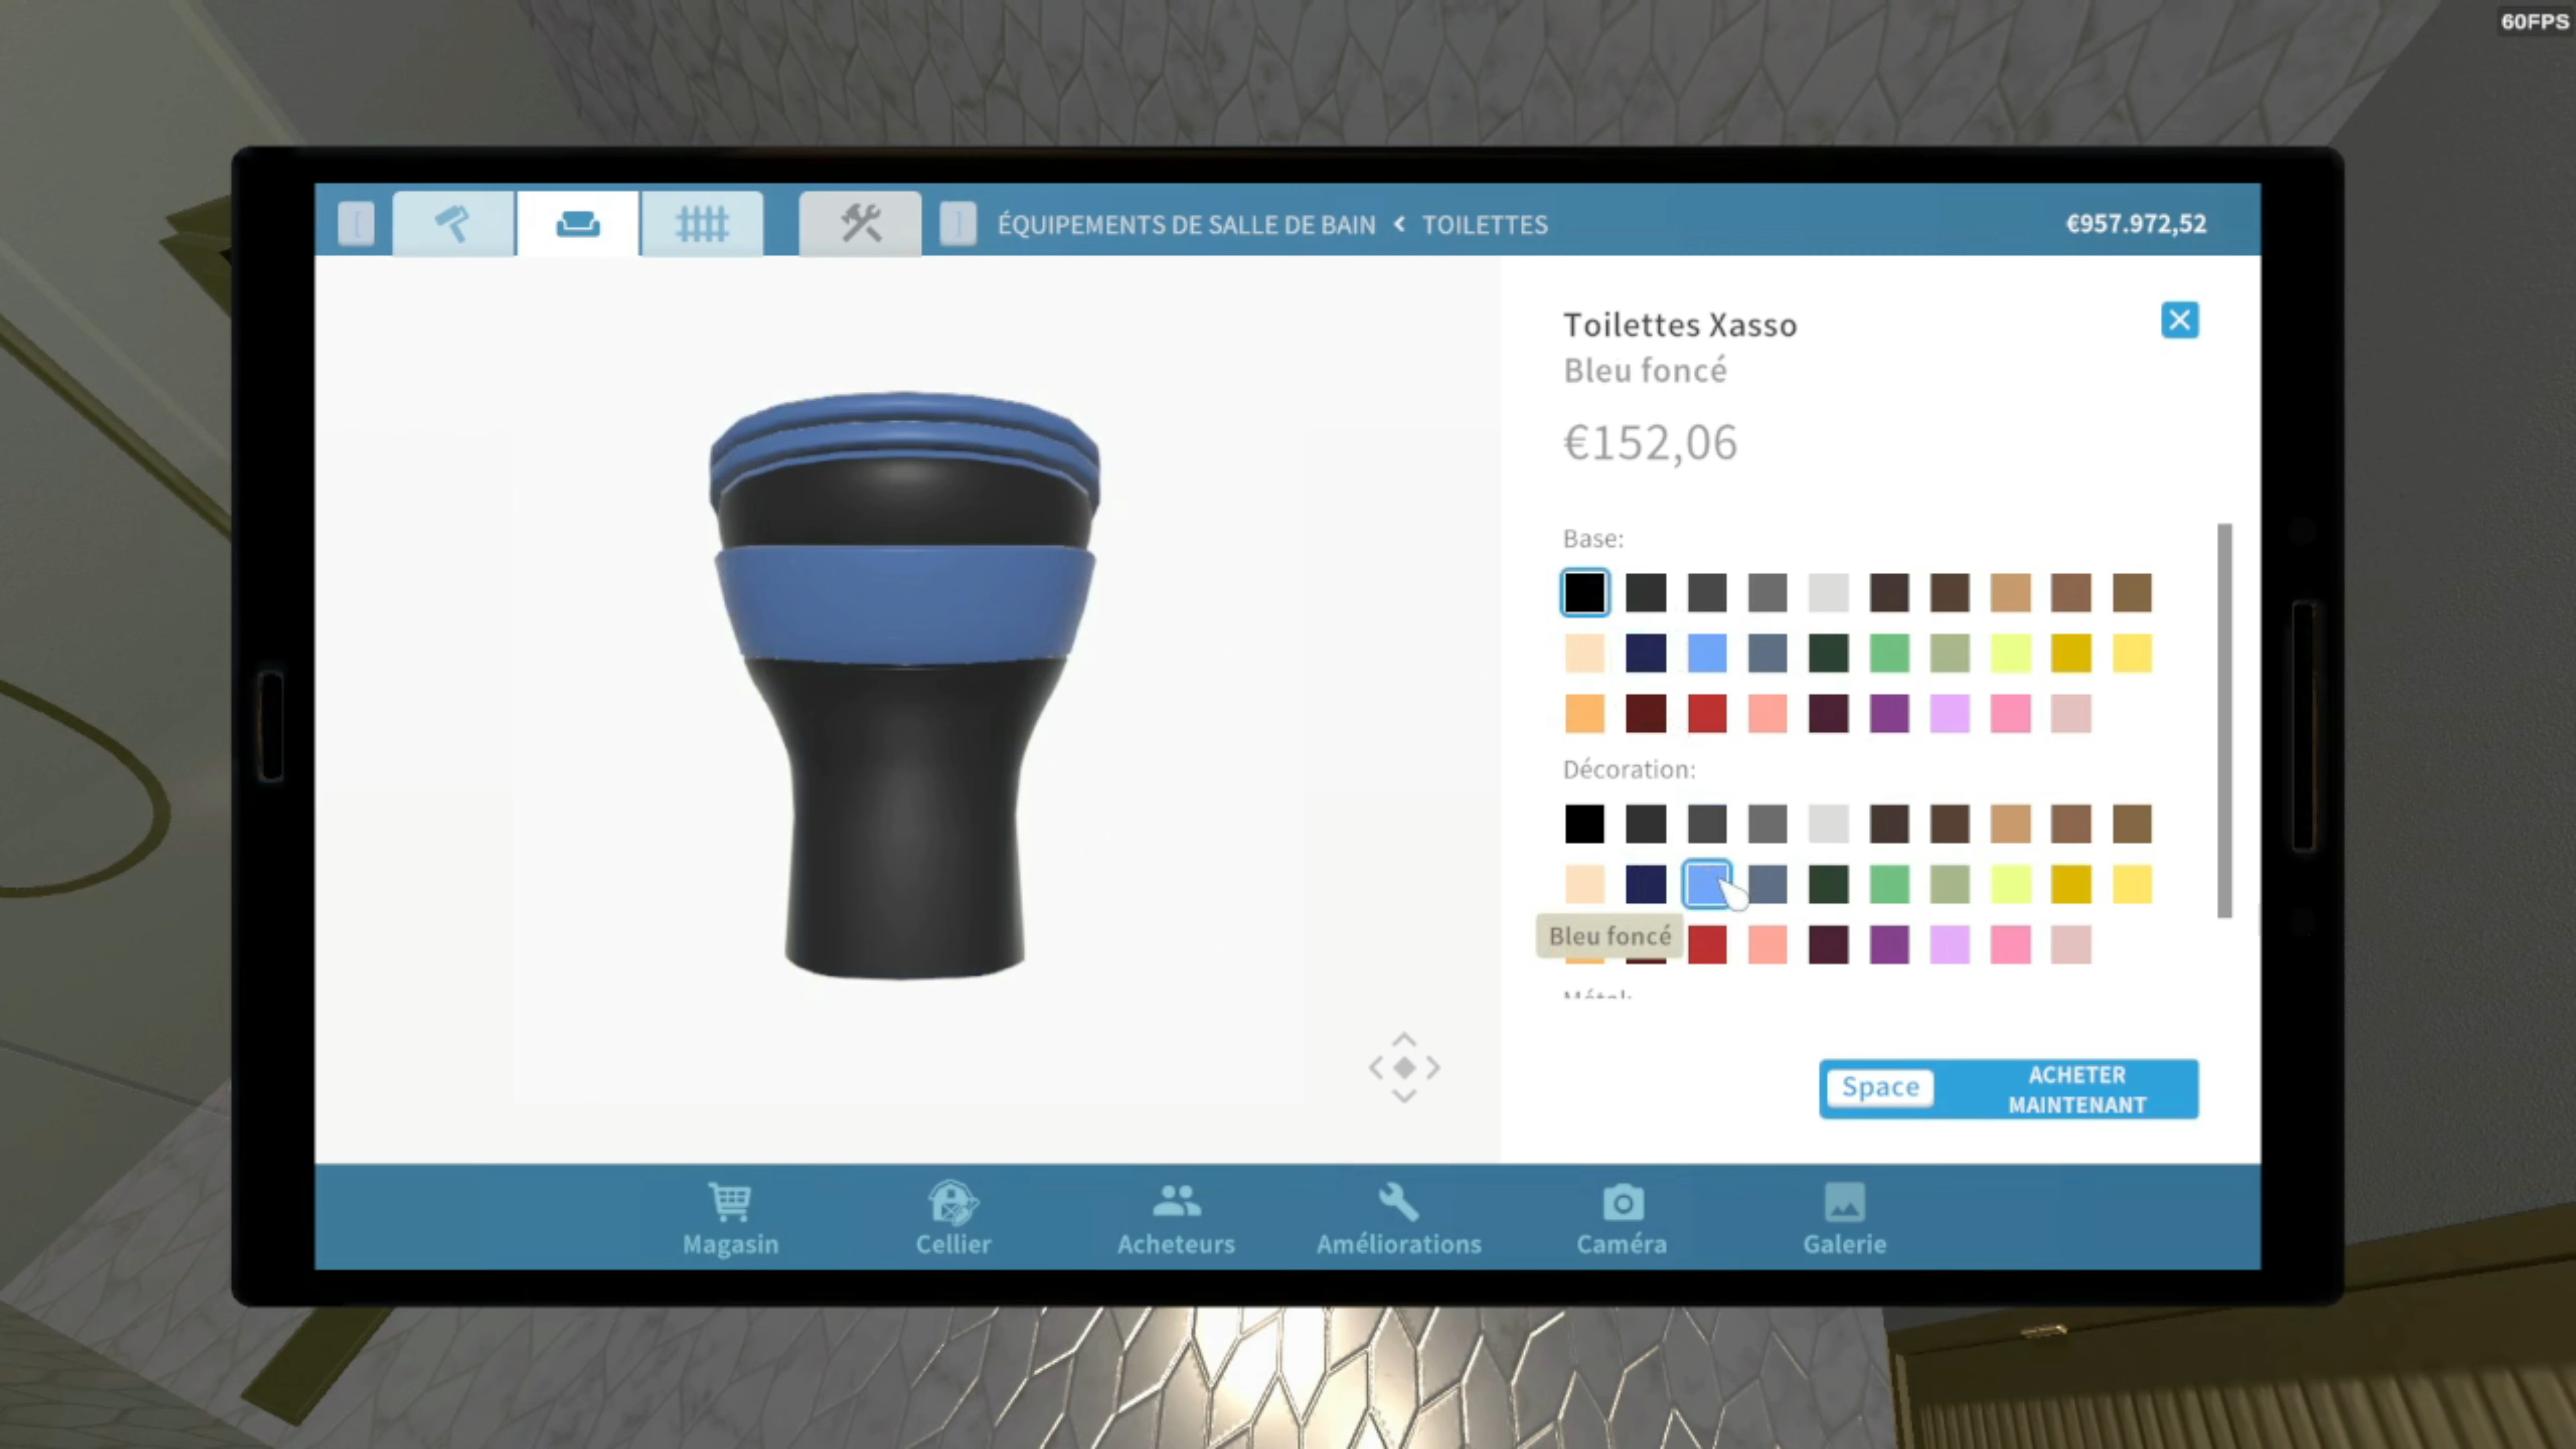 60FPS
[
]
ÉQUIPEMENTS DE SALLE DE BAIN < TOILETTES
€957.972,52
Toilettes Xasso
Bleu foncé
€152,06
Base:
Décoration:
Bleu foncé
Métal:
Space
ACHETER
MAINTENANT
Magasin
Cellier
Acheteurs
Améliorations
Caméra
Galerie